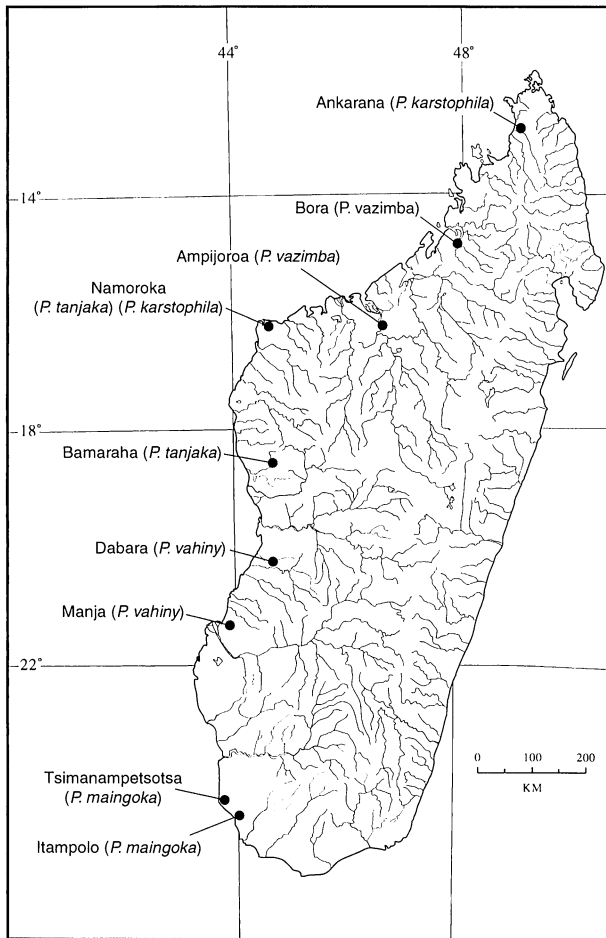 44° 48°
Ankarana (P. karstophila)
14°
Bora (P. vazimba)
Ampijoroa (P. vazimba)
Namoroka
(P. tanjaka) (P. karstophila)
18°
Bamaraha (P. tanjaka)
Dabara (P. vahiny)
Manja (P. vahiny)
22°
0 100 200
KM
Tsimanampetsotsa
(P. maingoka)
Itampolo (P. maingoka)